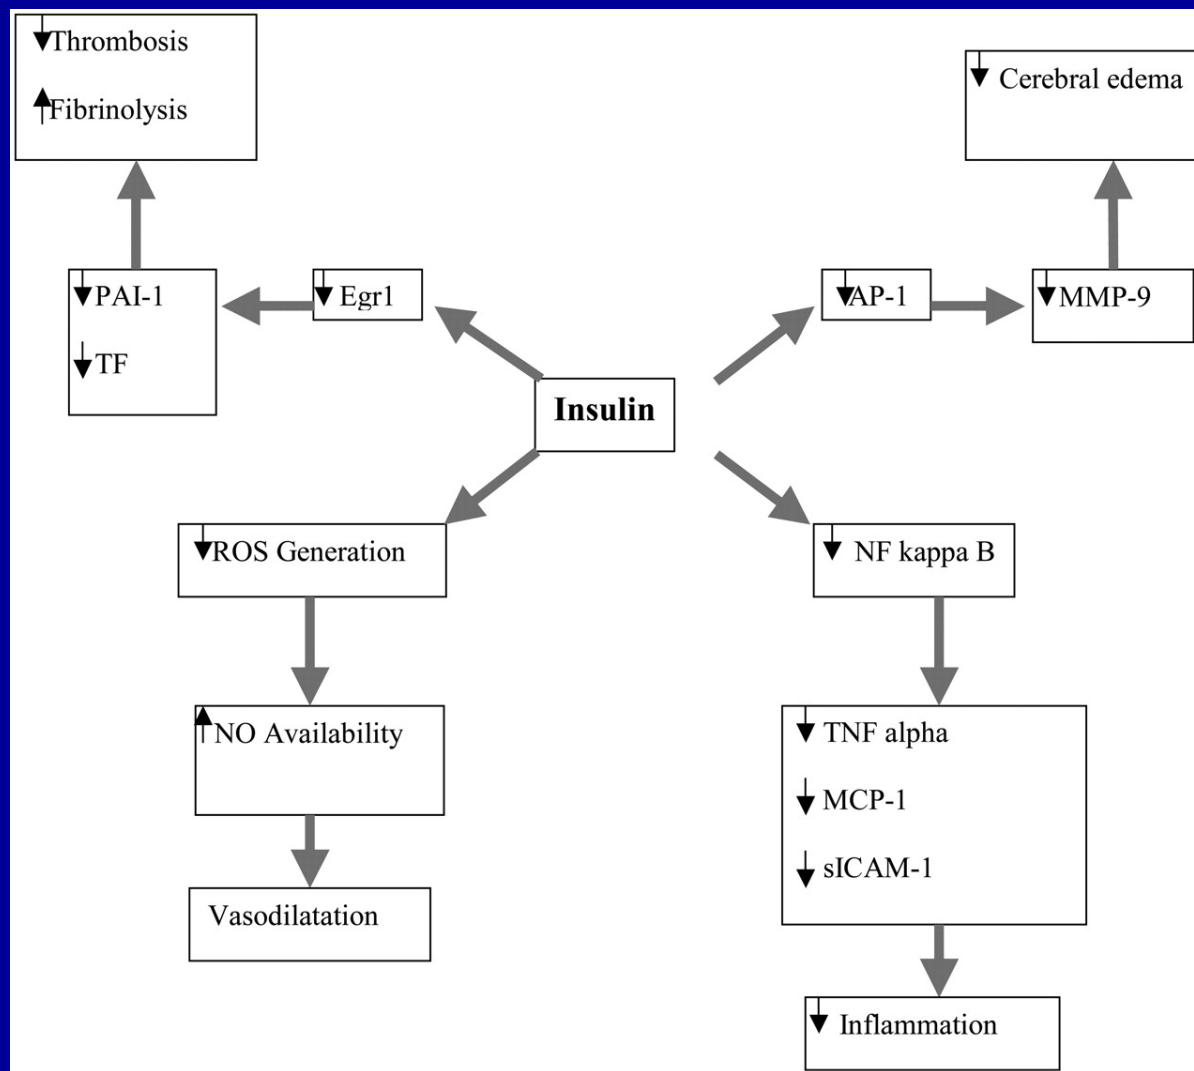 Thrombosis
Fibrinolysis
Cerebral edema
PAI-1
TF
Egr1
AP-1
MMP-9
Insulin
ROS Generation
NF kappa B
NO Availability
TNF alpha
MCP-1
sICAM-1
Vasodilatation
Inflammation